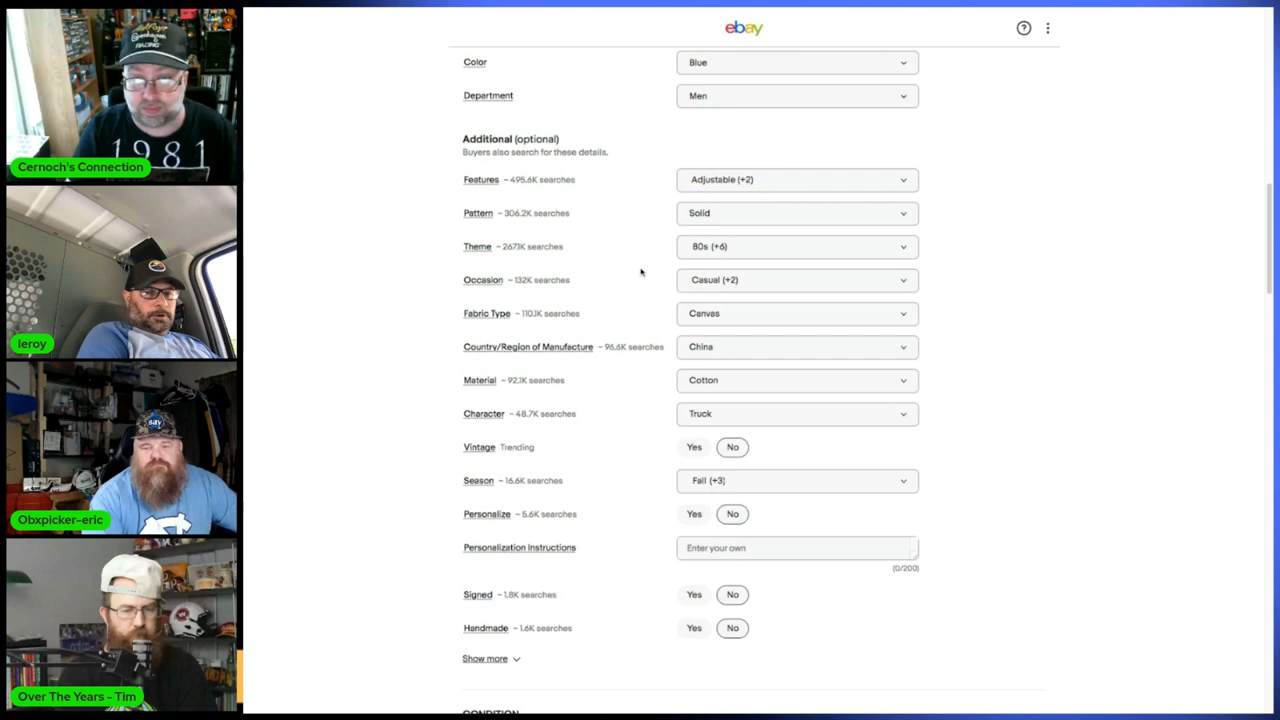 Copenhagen
RACING
1981
Cernoch's Connection
leroy
ebay
Obxpicker-eric
Over The Years - Tim
ebay
Color
Blue
Department
Men
Additional (optional)
Buyers also search for these details.
Features ~ 495.6K searches
Adjustable (+2)
Pattern ~ 306.2K searches
Solid
Theme ~ 267.1K searches
80s (+6)
Occasion ~ 132K searches
Casual (+2)
Fabric Type ~ 110.1K searches
Canvas
Country/Region of Manufacture ~ 96.6K searches
China
Material ~ 92.1K searches
Cotton
Character ~ 48.7K searches
Truck
Vintage Trending
Yes No
Season ~ 16.6K searches
Fall (+3)
Personalize ~ 5.6K searches
Yes No
Personalization Instructions
Enter your own
(0/200)
Signed ~ 1.8K searches
Yes No
Handmade ~ 1.6K searches
Yes No
Show more
CONDITION